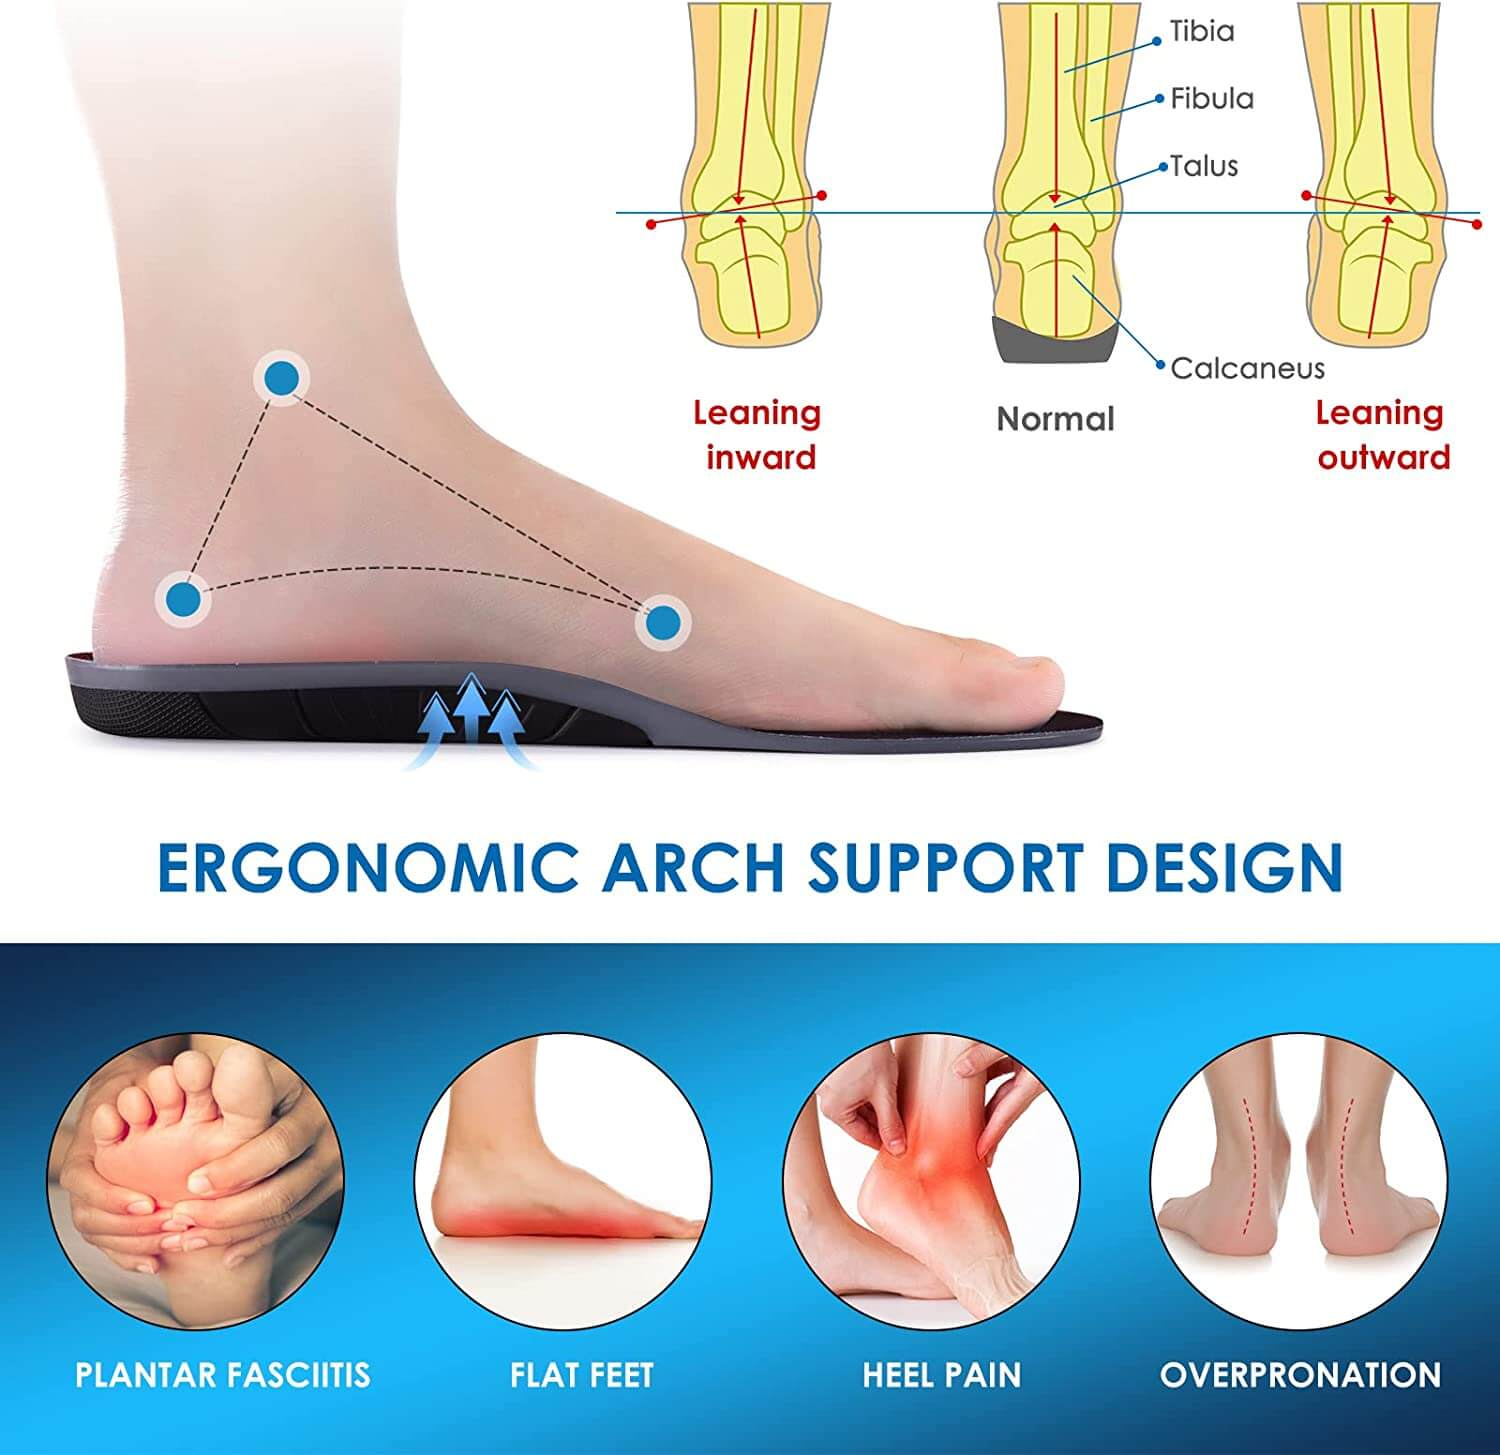 Tibia
Fibula
Talus
Calcaneus
Leaning
inward
Normal
Leaning
outward
ERGONOMIC ARCH SUPPORT DESIGN
PLANTAR FASCIITIS
FLAT FEET
HEEL PAIN
OVERPRONATION